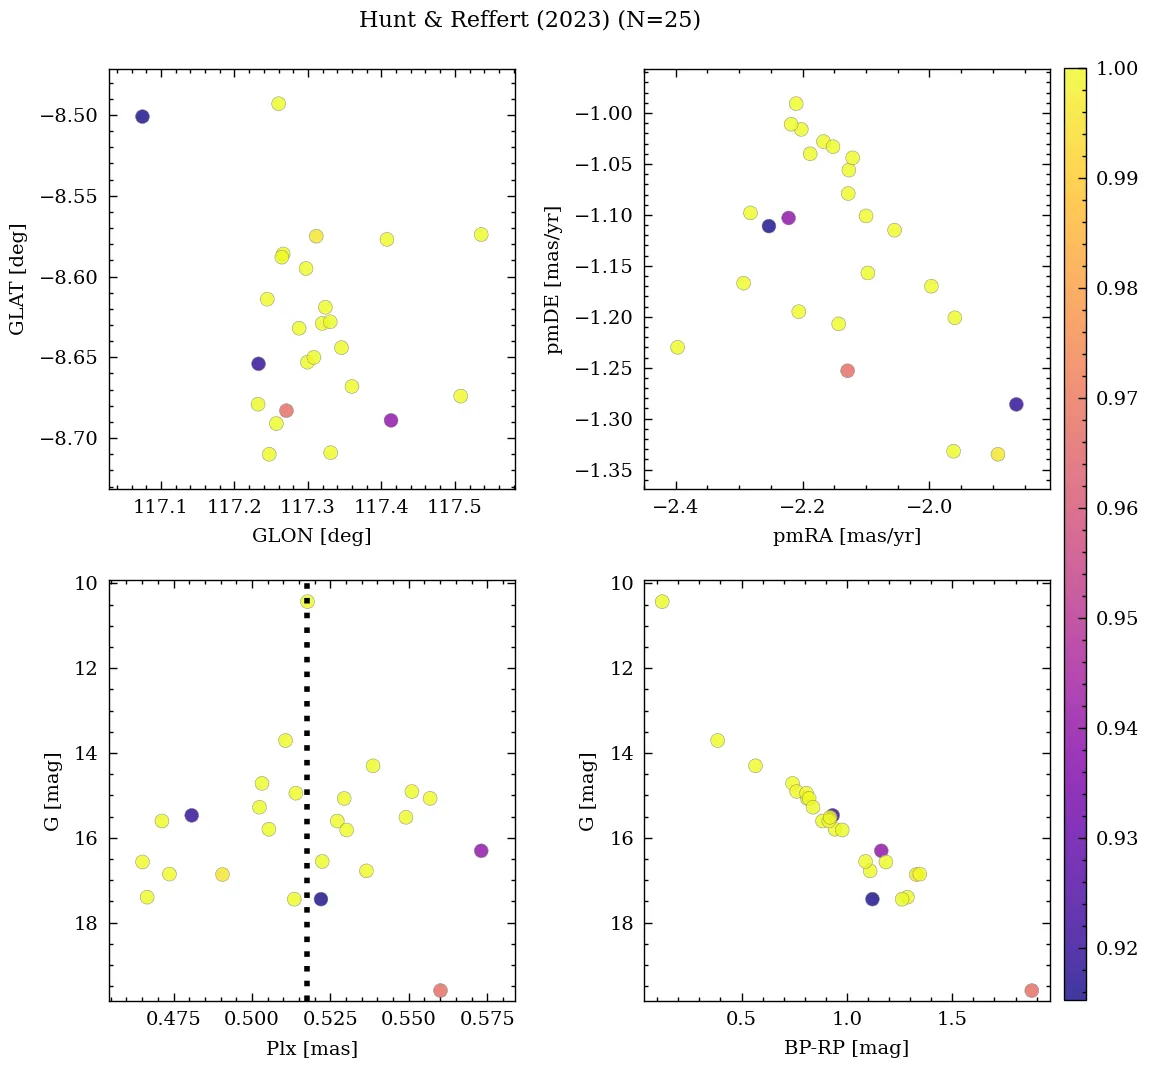 Hunt & Reffert (2023) (N=25)
−8.50
−8.55
−8.60
−8.65
−8.70
GLAT [deg]
117.1 117.2 117.3 117.4 117.5
GLON [deg]
−1.00
−1.05
−1.10
−1.15
−1.20
−1.25
−1.30
−1.35
pmDE [mas/yr]
−2.4 −2.2 −2.0
pmRA [mas/yr]
10
12
14
16
18
G [mag]
0.475 0.500 0.525 0.550 0.575
Plx [mas]
10
12
14
16
18
G [mag]
0.5 1.0 1.5
BP-RP [mag]
1.00
0.99
0.98
0.97
0.96
0.95
0.94
0.93
0.92